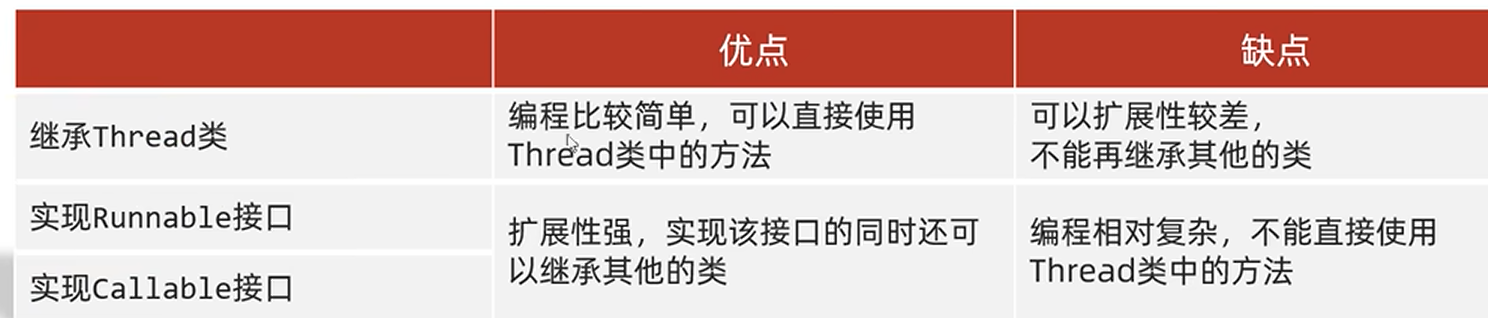 优点
缺点
继承Thread类
编程比较简单，可以直接使用
Thread类中的方法
可以扩展性较差，
不能再继承其他的类
实现Runnable接口
实现Callable接口
扩展性强，实现该接口的同时还可
以继承其他的类
编程相对复杂，不能直接使用
Thread类中的方法